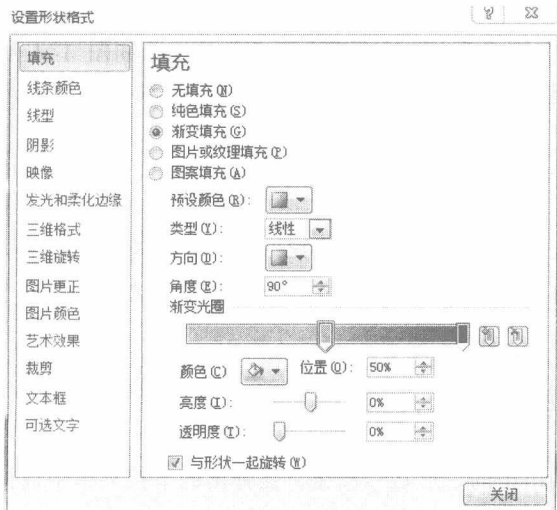 设置形状格式
填充
线条颜色
线型
阴影
映像
发光和柔化边缘
三维格式
三维旋转
图片更正
图片颜色
艺术效果
裁剪
文本框
可选文字
填充
无填充(N)
纯色填充(S)
渐变填充(G)
图片或纹理填充(P)
图案填充(A)
预设颜色(R):
类型(Y): 线性
方向(D):
角度(E): 90°
渐变光圈
颜色(C) 位置(O): 50%
亮度(I): 0%
透明度(T): 0%
与形状一起旋转(W)
关闭